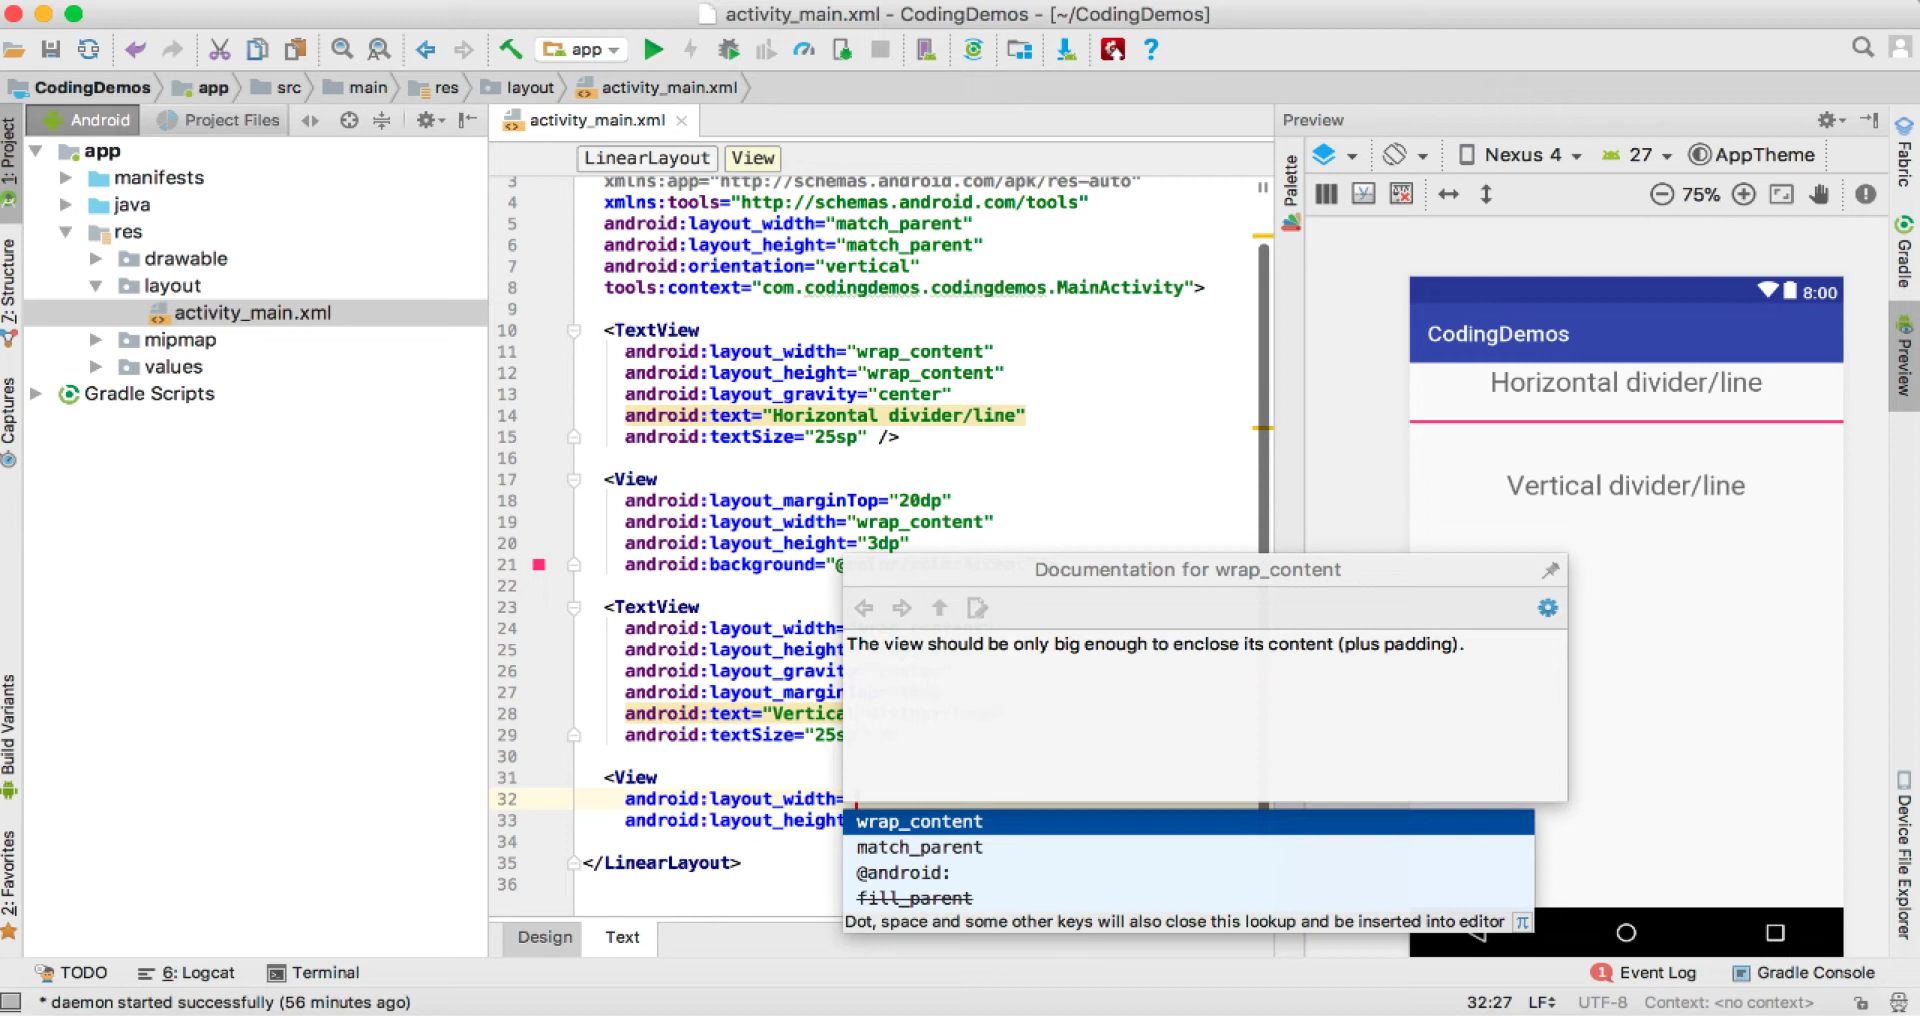 activity_main.xml - CodingDemos - [~/CodingDemos]
app
CodingDemos app src main res layout activity_main.xml
1: Project
Z: Structure
Captures
Build Variants
2: Favorites
Android Project Files
app
manifests
java
res
drawable
layout
activity_main.xml
mipmap
values
Gradle Scripts
activity_main.xml
LinearLayout View
3 xmlns:app="http://schemas.android.com/apk/res-auto"
4 xmlns:tools="http://schemas.android.com/tools"
5 android:layout_width="match_parent"
6 android:layout_height="match_parent"
7 android:orientation="vertical"
8 tools:context="com.codingdemos.codingdemos.MainActivity">
9
10 <TextView
11 android:layout_width="wrap_content"
12 android:layout_height="wrap_content"
13 android:layout_gravity="center"
14 android:text="Horizontal divider/line"
15 android:textSize="25sp" />
16
17 <View
18 android:layout_marginTop="20dp"
19 android:layout_width="wrap_content"
20 android:layout_height="3dp"
21 android:background="@
22
23 <TextView
24 android:layout_width=
25 android:layout_height
26 android:layout_gravit
27 android:layout_margin
28 android:text="Vertica
29 android:textSize="25s
30
31 <View
32 android:layout_width=
33 android:layout_height
34
35 </LinearLayout>
36
Documentation for wrap_content
The view should be only big enough to enclose its content (plus padding).
wrap_content
match_parent
@android:
fill_parent
Dot, space and some other keys will also close this lookup and be inserted into editor π
Design Text
Preview
Palette
Nexus 4 27 AppTheme
75%
8:00
CodingDemos
Horizontal divider/line
Vertical divider/line
Fabric
Gradle
Preview
Device File Explorer
TODO 6: Logcat Terminal
1 Event Log Gradle Console
* daemon started successfully (56 minutes ago)
32:27 LF UTF-8 Context: <no context>